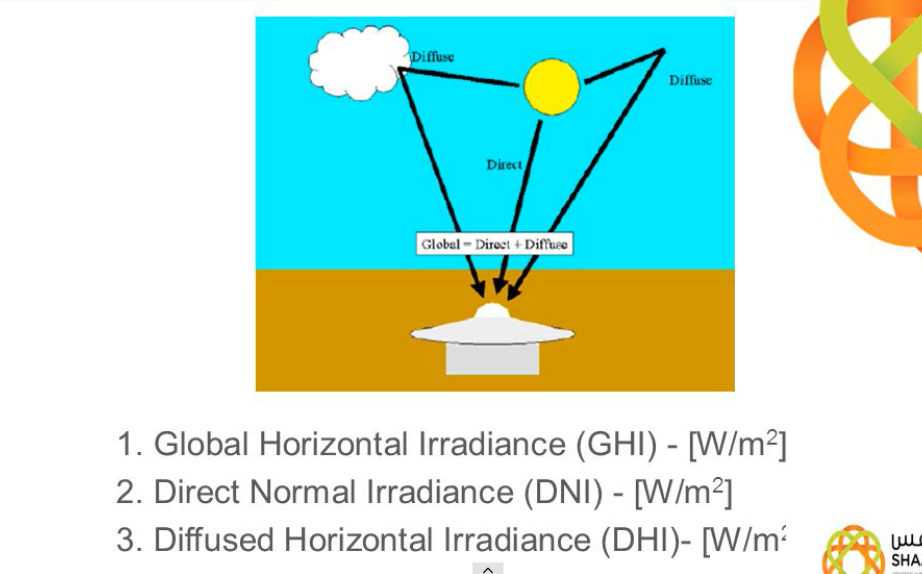 Diffuse
Diffuse
Direct
Global = Direct + Diffuse
1. Global Horizontal Irradiance (GHI) - [W/m²]
2. Direct Normal Irradiance (DNI) - [W/m²]
3. Diffused Horizontal Irradiance (DHI)- [W/m²
SHA